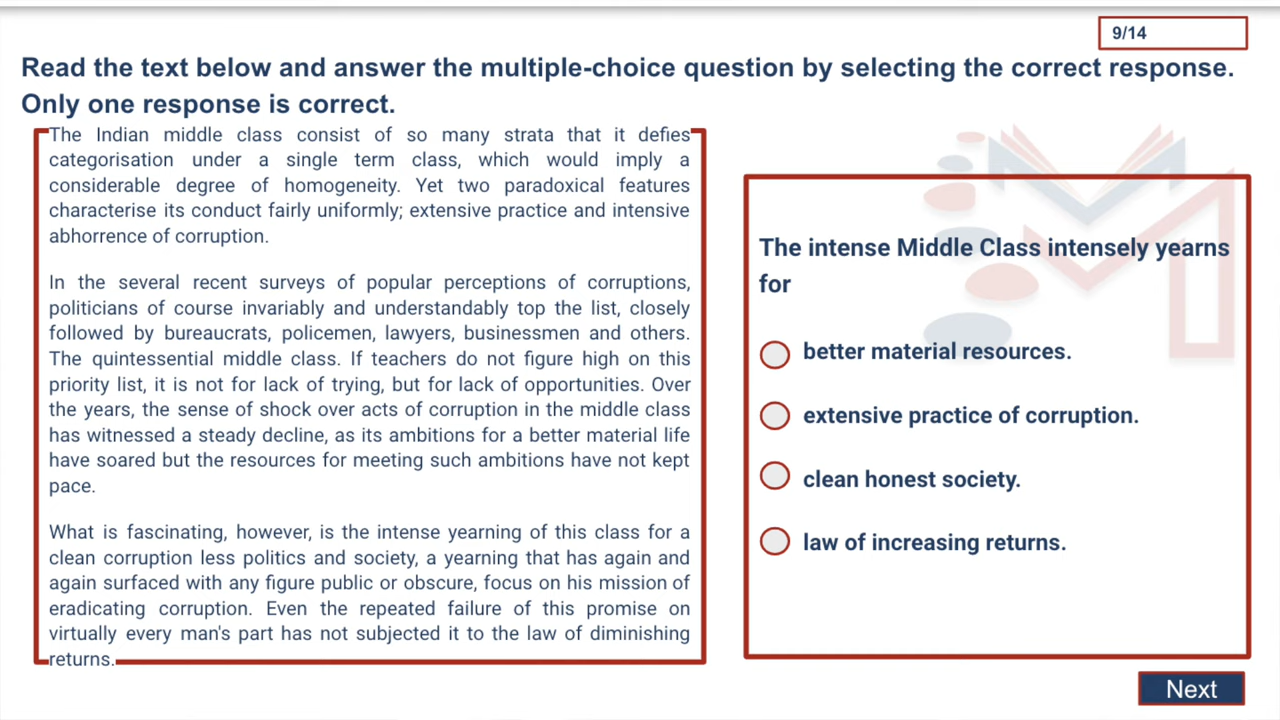 9/14
Read the text below and answer the multiple-choice question by selecting the correct response.
Only one response is correct.
The Indian middle class consist of so many strata that it defies
categorisation under a single term class, which would imply a
considerable degree of homogeneity. Yet two paradoxical features
characterise its conduct fairly uniformly; extensive practice and intensive
abhorrence of corruption.
In the several recent surveys of popular perceptions of corruptions,
politicians of course invariably and understandably top the list, closely
followed by bureaucrats, policemen, lawyers, businessmen and others.
The quintessential middle class. If teachers do not figure high on this
priority list, it is not for lack of trying, but for lack of opportunities. Over
the years, the sense of shock over acts of corruption in the middle class
has witnessed a steady decline, as its ambitions for a better material life
have soared but the resources for meeting such ambitions have not kept
pace.
What is fascinating, however, is the intense yearning of this class for a
clean corruption less politics and society, a yearning that has again and
again surfaced with any figure public or obscure, focus on his mission of
eradicating corruption. Even the repeated failure of this promise on
virtually every man's part has not subjected it to the law of diminishing
returns.
The intense Middle Class intensely yearns
for
better material resources.
extensive practice of corruption.
clean honest society.
law of increasing returns.
Next